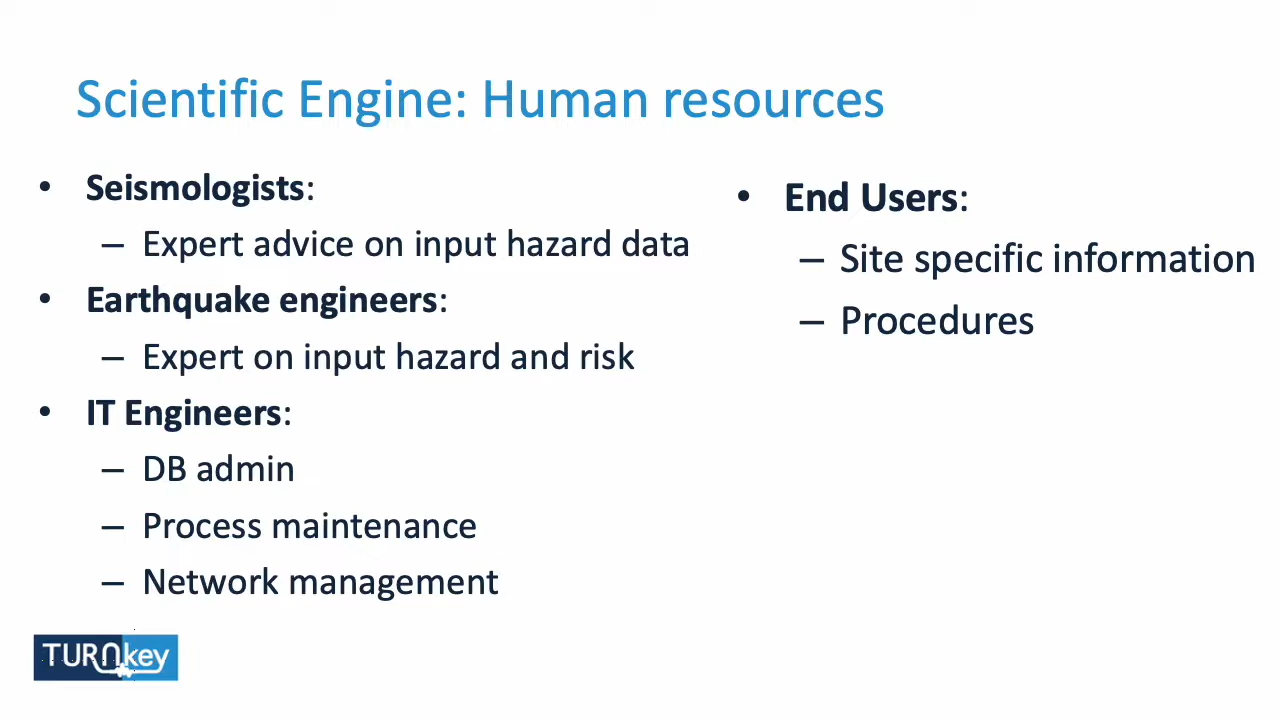 Scientific Engine: Human resources
• Seismologists:
– Expert advice on input hazard data
• Earthquake engineers:
– Expert on input hazard and risk
• IT Engineers:
– DB admin
– Process maintenance
– Network management
• End Users:
– Site specific information
– Procedures
TURNkey